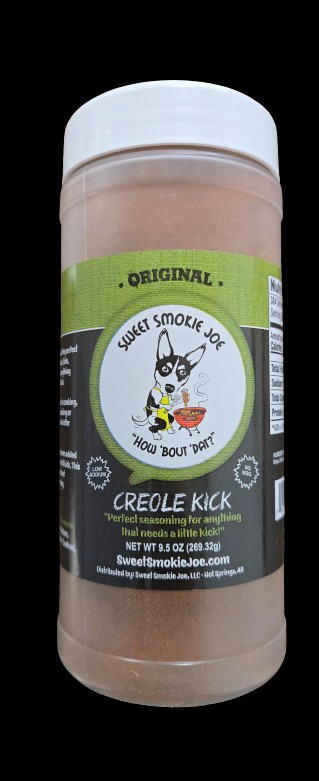 · ORIGINAL ·
SWEET SMOKIE JOE
"HOW 'BOUT 'DAT?"
LOW
SODIUM
NO
MSG
CREOLE KICK
"Perfect seasoning for anything
that needs a little kick!"
NET WT 9.5 OZ (269.32g)
SweetSmokieJoe.com
Distributed by: Sweet Smokie Joe, LLC · Hot Springs, AR